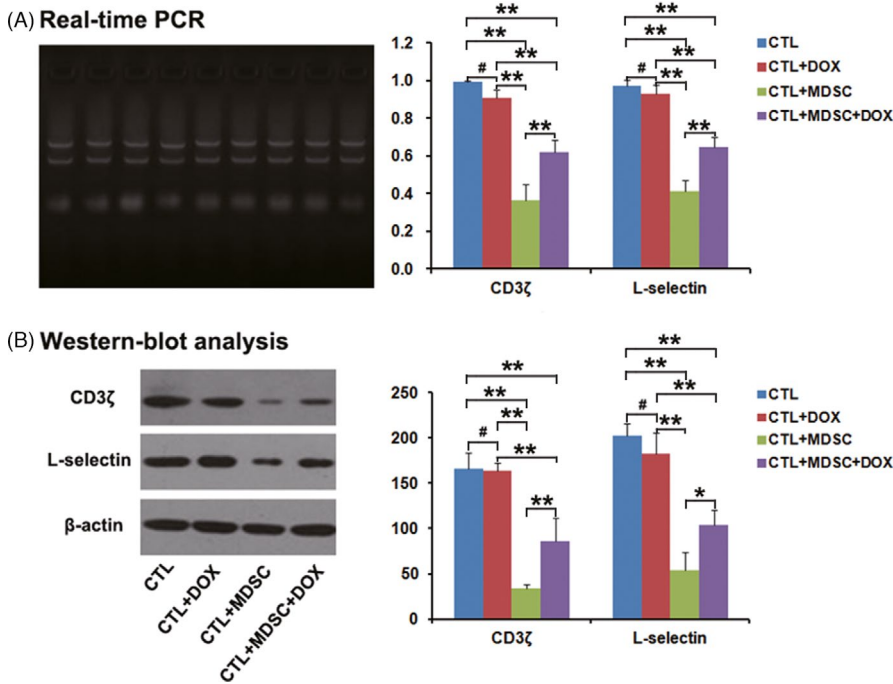 (A) Real-time PCR
** **
** **
** **
# ** # **
** **
1.2
1.0
0.8
0.6
0.4
0.2
0.0
CD3ζ L-selectin
CTL
CTL+DOX
CTL+MDSC
CTL+MDSC+DOX
(B) Western-blot analysis
CD3ζ
L-selectin
β-actin
CTL
CTL+DOX
CTL+MDSC
CTL+MDSC+DOX
**
** **
** **
** # **
#
**
** *
250
200
150
100
50
0
CD3ζ L-selectin
CTL
CTL+DOX
CTL+MDSC
CTL+MDSC+DOX